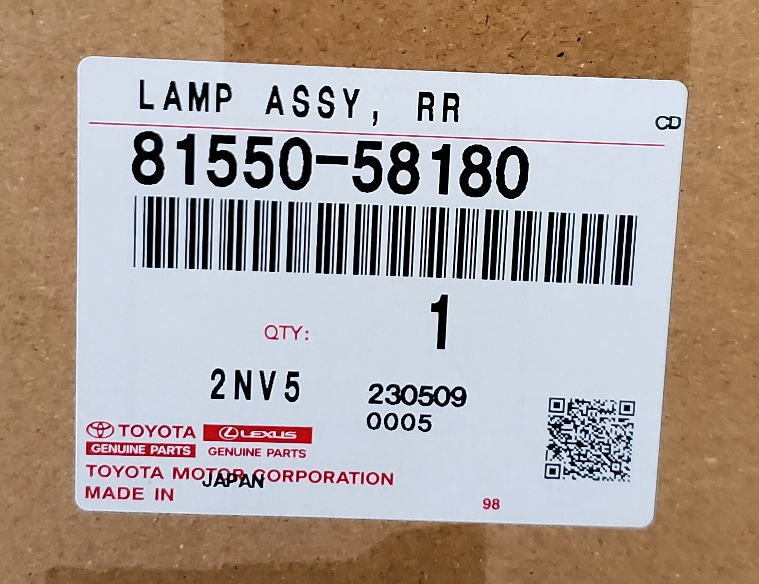 LAMP ASSY, RR
CD
81550-58180
QTY: 1
2NV5 230509
0005
TOYOTA LEXUS
GENUINE PARTS GENUINE PARTS
TOYOTA MOTOR CORPORATION
MADE IN JAPAN
98